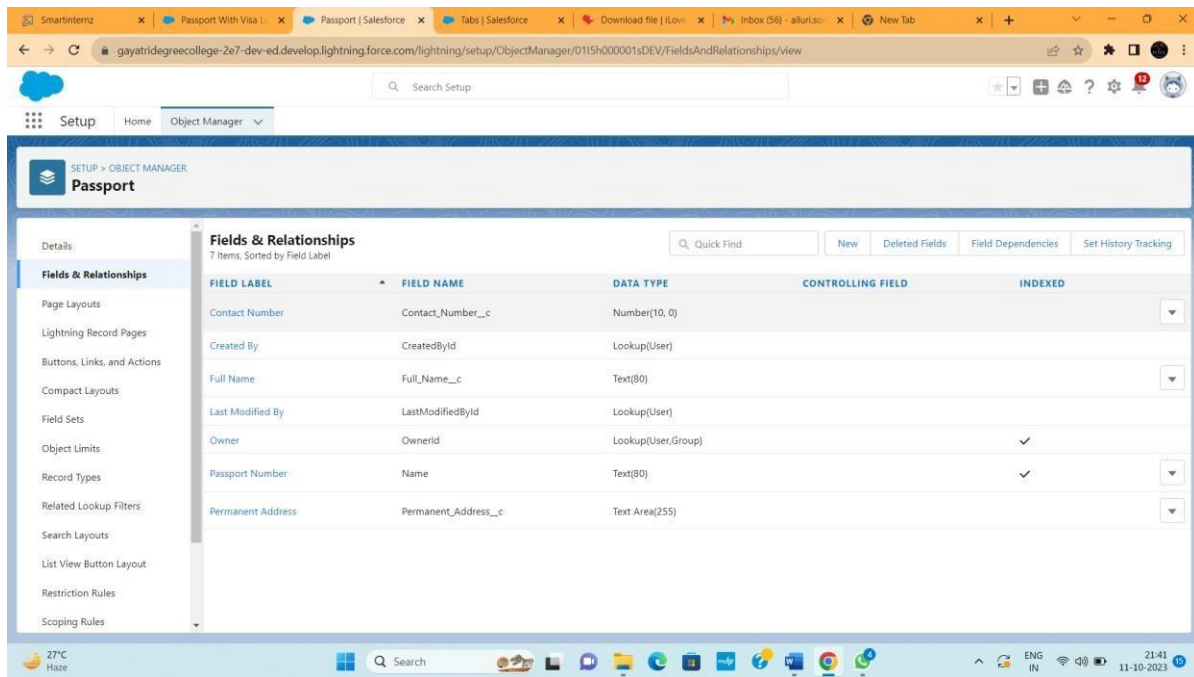 Smartinternz
Passport With Visa L
Passport | Salesforce
Tabs | Salesforce
Download file | iLove
Inbox (56) - alluri.so
New Tab
gayatridegreecollege-2e7-dev-ed.develop.lightning.force.com/lightning/setup/ObjectManager/01I5h000001sDEV/FieldsAndRelationships/view
Search Setup
12
Setup
Home
Object Manager
SETUP > OBJECT MANAGER
Passport
Details
Fields & Relationships
Page Layouts
Lightning Record Pages
Buttons, Links, and Actions
Compact Layouts
Field Sets
Object Limits
Record Types
Related Lookup Filters
Search Layouts
List View Button Layout
Restriction Rules
Scoping Rules
Fields & Relationships
7 Items, Sorted by Field Label
Quick Find
New
Deleted Fields
Field Dependencies
Set History Tracking
FIELD LABEL FIELD NAME DATA TYPE CONTROLLING FIELD INDEXED
Contact Number Contact_Number__c Number(10, 0)
Created By CreatedById Lookup(User)
Full Name Full_Name__c Text(80)
Last Modified By LastModifiedById Lookup(User)
Owner OwnerId Lookup(User,Group)
Passport Number Name Text(80)
Permanent Address Permanent_Address__c Text Area(255)
27°C
Haze
Search
4
ENG
IN
21:41
11-10-2023
15